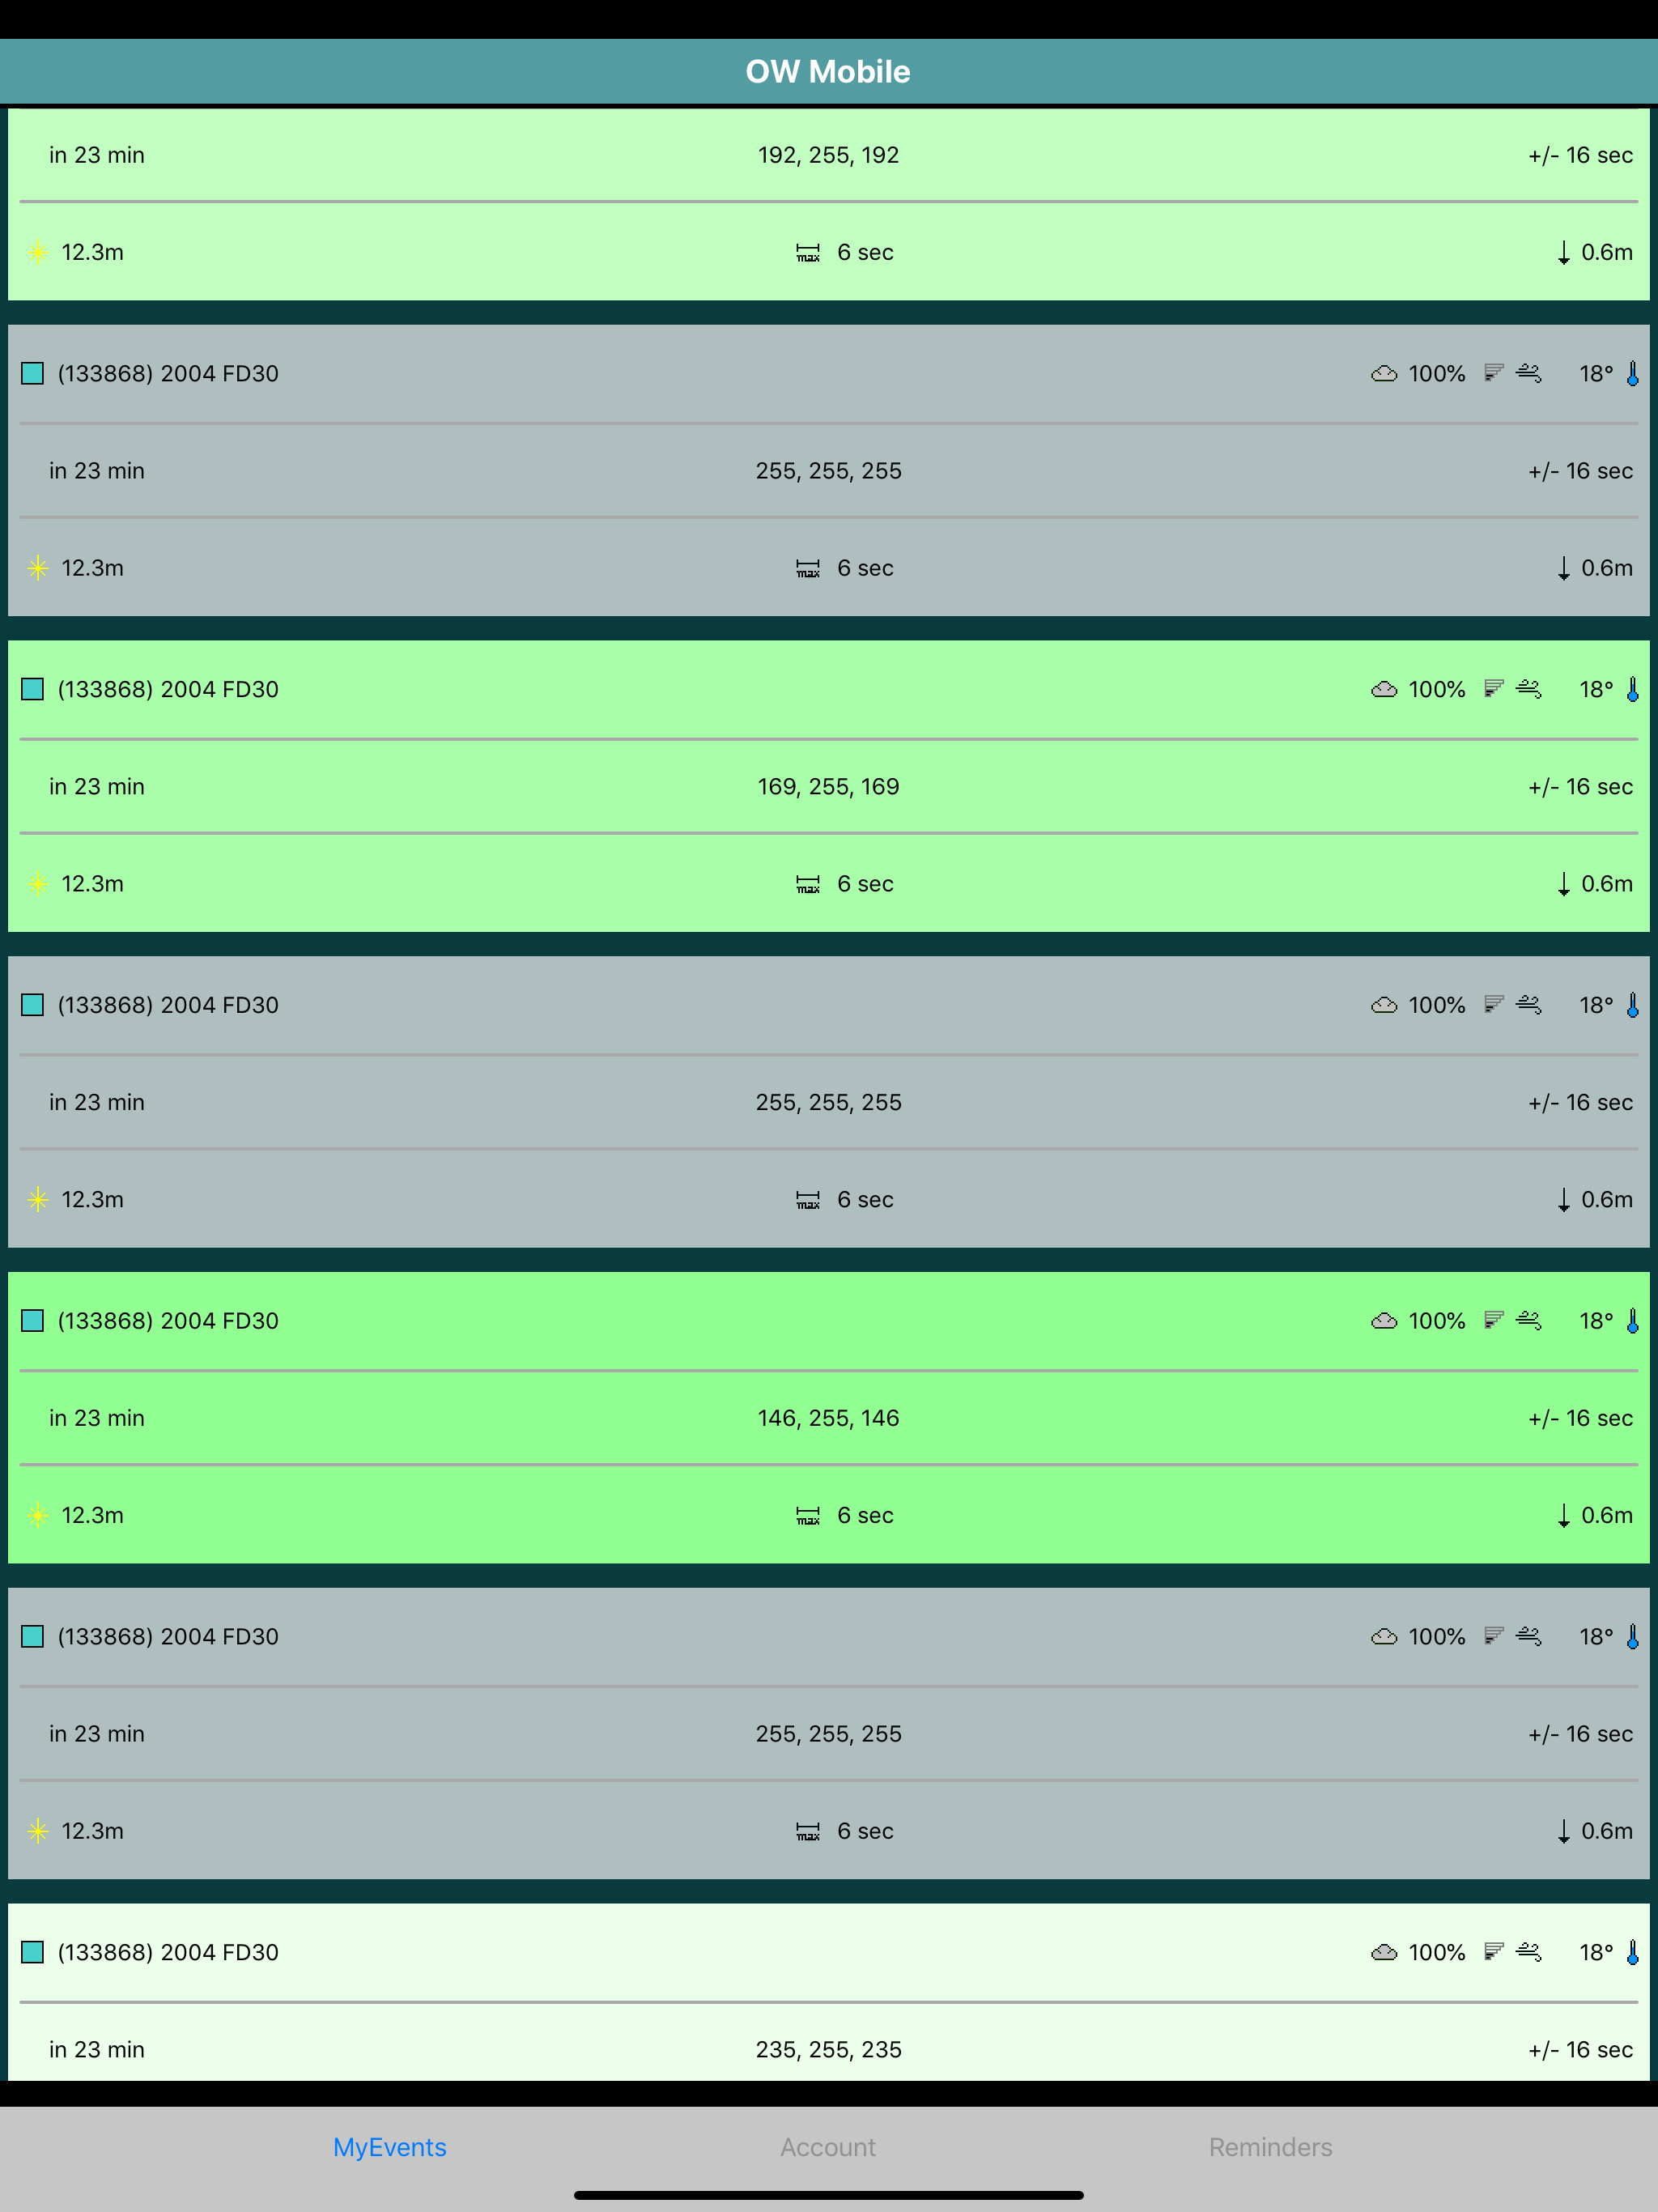 OW Mobile
in 23 min 192, 255, 192 +/- 16 sec
12.3m max 6 sec 0.6m
(133868) 2004 FD30 100% 18°
in 23 min 255, 255, 255 +/- 16 sec
12.3m max 6 sec 0.6m
(133868) 2004 FD30 100% 18°
in 23 min 169, 255, 169 +/- 16 sec
12.3m max 6 sec 0.6m
(133868) 2004 FD30 100% 18°
in 23 min 255, 255, 255 +/- 16 sec
12.3m max 6 sec 0.6m
(133868) 2004 FD30 100% 18°
in 23 min 146, 255, 146 +/- 16 sec
12.3m max 6 sec 0.6m
(133868) 2004 FD30 100% 18°
in 23 min 255, 255, 255 +/- 16 sec
12.3m max 6 sec 0.6m
(133868) 2004 FD30 100% 18°
in 23 min 235, 255, 235 +/- 16 sec
MyEvents Account Reminders